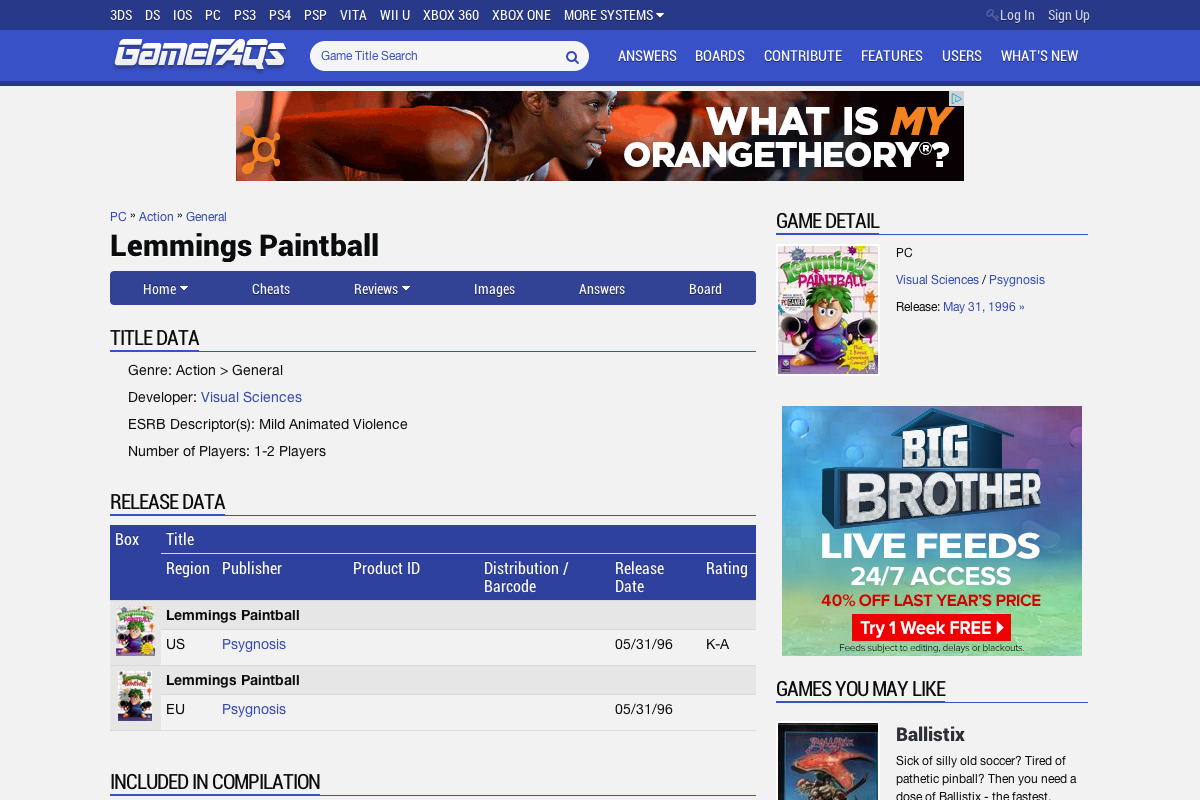 3DS DS IOS PC PS3 PS4 PSP VITA WII U XBOX 360 XBOX ONE MORE SYSTEMS Log In Sign Up
GameFAQs Game Title Search ANSWERS BOARDS CONTRIBUTE FEATURES USERS WHAT'S NEW
WHAT IS MY
ORANGETHEORY®?
PC » Action » General
Lemmings Paintball
Home Cheats Reviews Images Answers Board
TITLE DATA
Genre: Action > General
Developer: Visual Sciences
ESRB Descriptor(s): Mild Animated Violence
Number of Players: 1-2 Players
RELEASE DATA
Box Title
Region Publisher Product ID Distribution / Barcode Release Date Rating
Lemmings Paintball
US Psygnosis 05/31/96 K-A
Lemmings Paintball
EU Psygnosis 05/31/96
INCLUDED IN COMPILATION
GAME DETAIL
Lemmings
PAINTBALL
PC
Visual Sciences / Psygnosis
Release: May 31, 1996 »
BIG
BROTHER
LIVE FEEDS
24/7 ACCESS
40% OFF LAST YEAR'S PRICE
Try 1 Week FREE
Feeds subject to editing, delays or blackouts.
GAMES YOU MAY LIKE
Ballistix
Ballistix
Sick of silly old soccer? Tired of
pathetic pinball? Then you need a
dose of Ballistix - the fastest,